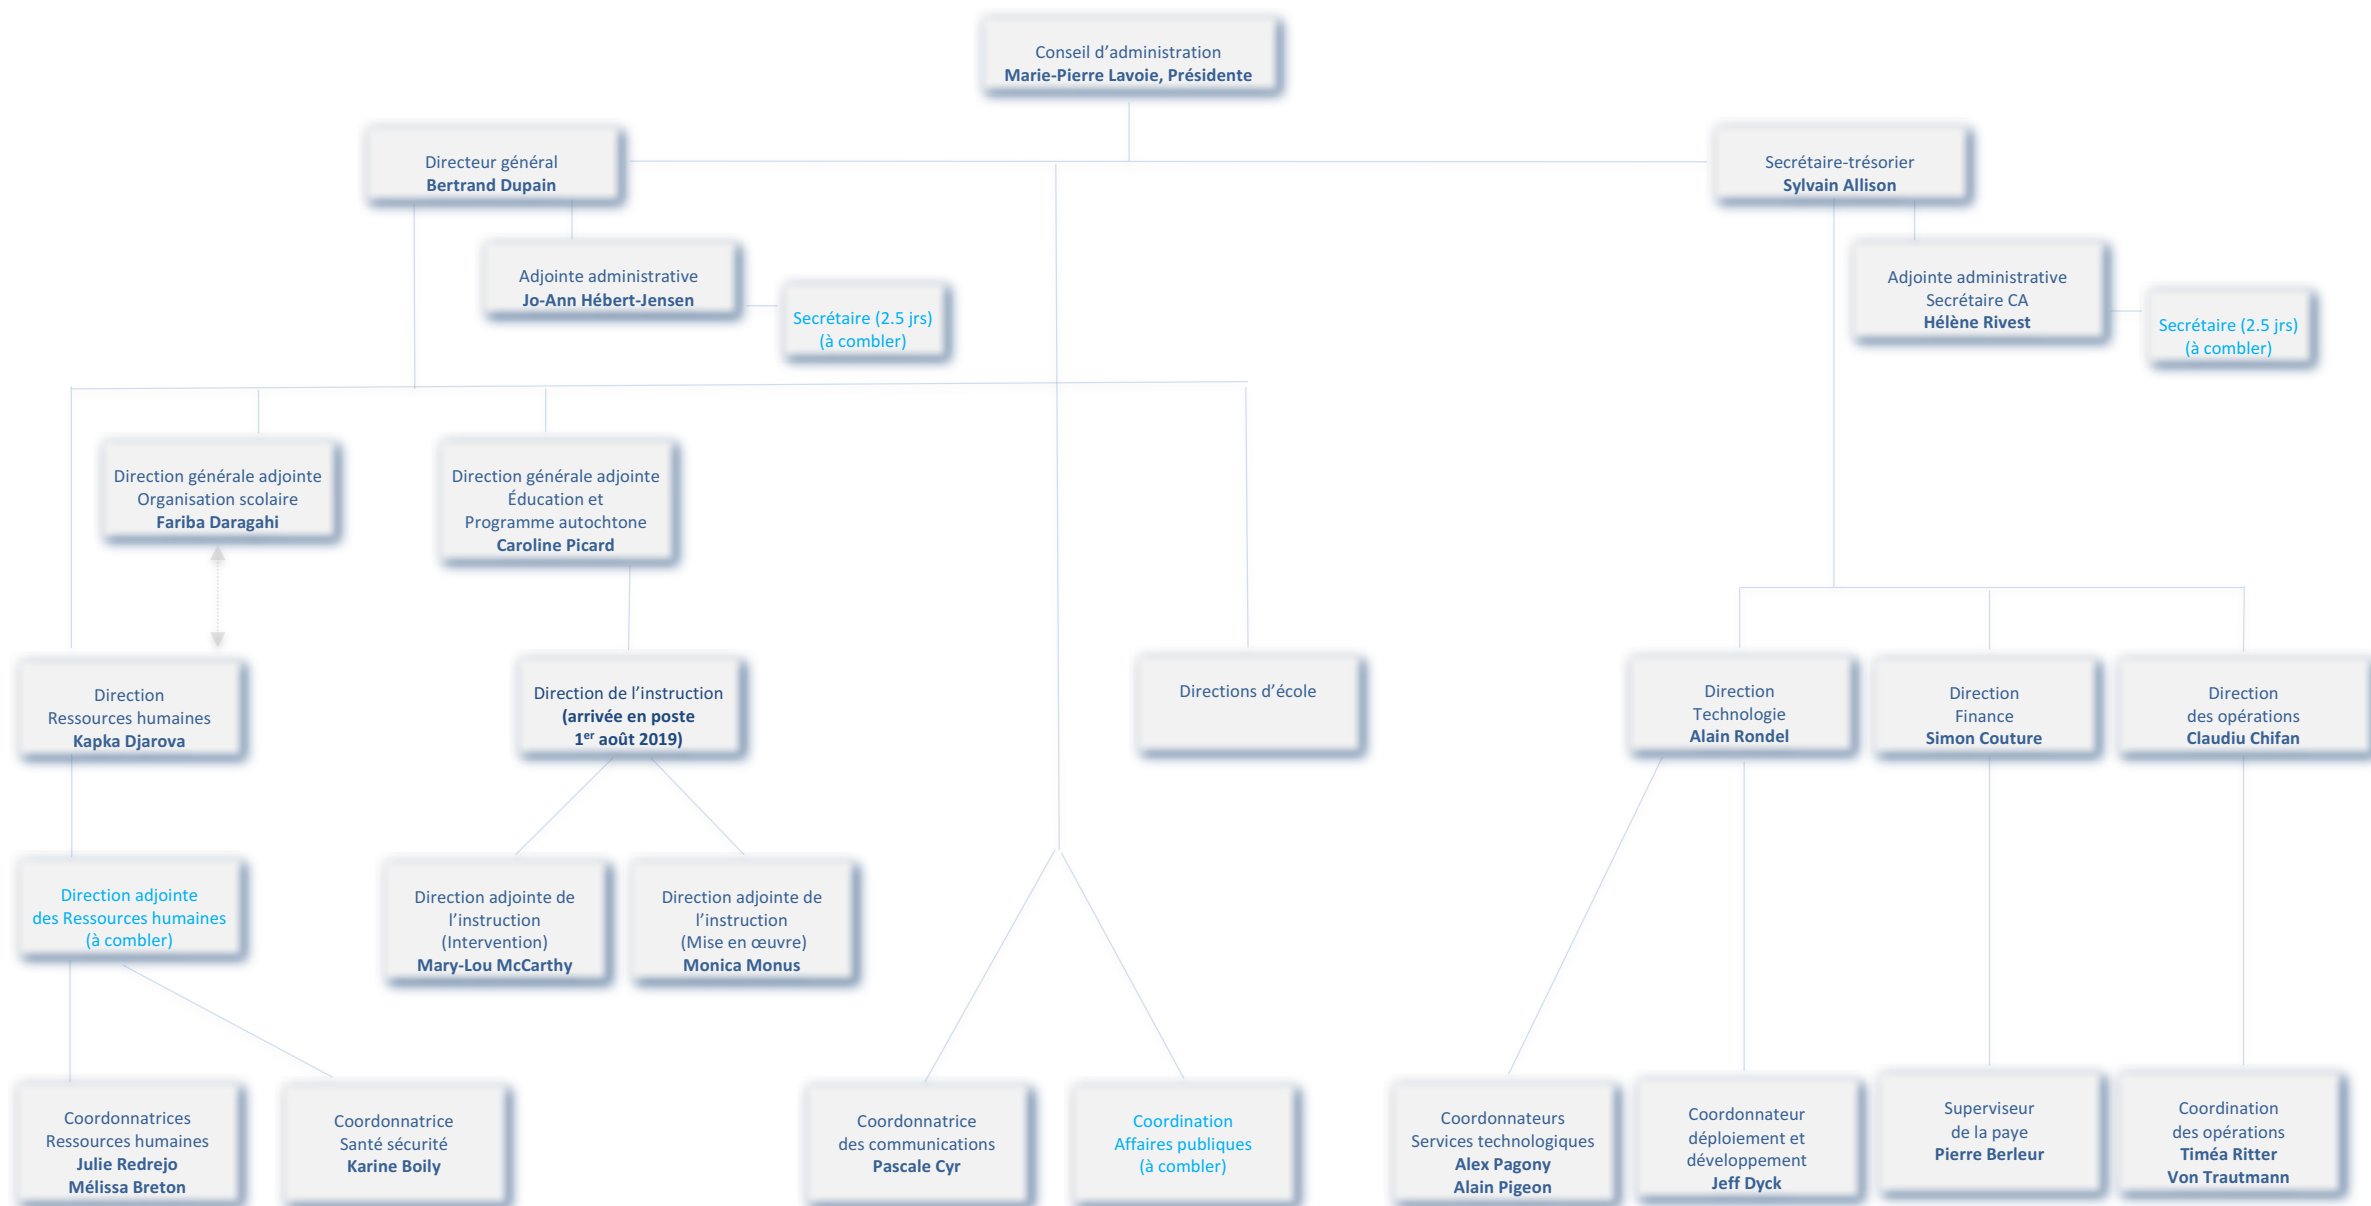 Conseil d’administration
Marie-Pierre Lavoie, Présidente
Directeur général
Bertrand Dupain
Secrétaire-trésorier
Sylvain Allison
Adjointe administrative
Jo-Ann Hébert-Jensen
Secrétaire (2.5 jrs)
(à combler)
Adjointe administrative
Secrétaire CA
Hélène Rivest
Secrétaire (2.5 jrs)
(à combler)
Direction générale adjointe
Organisation scolaire
Fariba Daragahi
Direction générale adjointe
Éducation et
Programme autochtone
Caroline Picard
Direction
Ressources humaines
Kapka Djarova
Direction de l’instruction
(arrivée en poste
1er août 2019)
Directions d’école
Direction
Technologie
Alain Rondel
Direction
Finance
Simon Couture
Direction
des opérations
Claudiu Chifan
Direction adjointe
des Ressources humaines
(à combler)
Direction adjointe de
l’instruction
(Intervention)
Mary-Lou McCarthy
Direction adjointe de
l’instruction
(Mise en œuvre)
Monica Monus
Coordonnatrices
Ressources humaines
Julie Redrejo
Mélissa Breton
Coordonnatrice
Santé sécurité
Karine Boily
Coordonnatrice
des communications
Pascale Cyr
Coordination
Affaires publiques
(à combler)
Coordonnateurs
Services technologiques
Alex Pagony
Alain Pigeon
Coordonnateur
déploiement et
développement
Jeff Dyck
Superviseur
de la paye
Pierre Berleur
Coordination
des opérations
Timéa Ritter
Von Trautmann